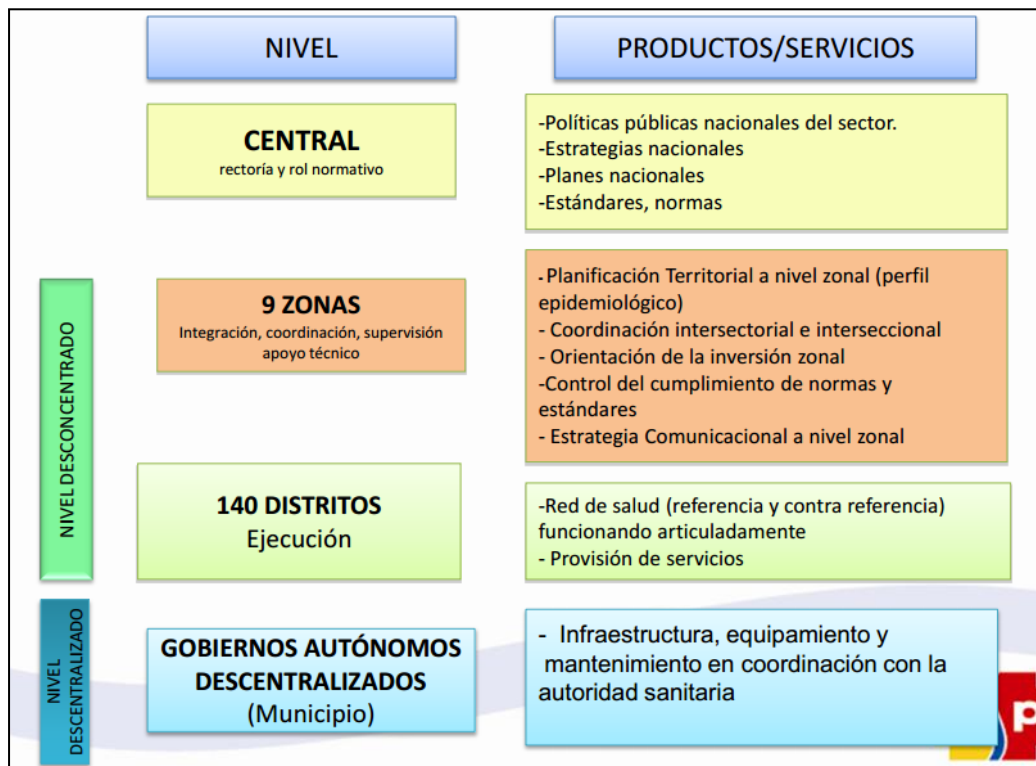 NIVEL
PRODUCTOS/SERVICIOS
CENTRAL
rectoría y rol normativo
-Políticas públicas nacionales del sector.
-Estrategias nacionales
-Planes nacionales
-Estándares, normas
NIVEL DESCONCENTRADO
9 ZONAS
Integración, coordinación, supervisión
apoyo técnico
- Planificación Territorial a nivel zonal (perfil
epidemiológico)
- Coordinación intersectorial e interseccional
- Orientación de la inversión zonal
-Control del cumplimiento de normas y
estándares
- Estrategia Comunicacional a nivel zonal
140 DISTRITOS
Ejecución
-Red de salud (referencia y contra referencia)
funcionando articuladamente
- Provisión de servicios
NIVEL
DESCENTRALIZADO
GOBIERNOS AUTÓNOMOS
DESCENTRALIZADOS
(Municipio)
- Infraestructura, equipamiento y
mantenimiento en coordinación con la
autoridad sanitaria
p